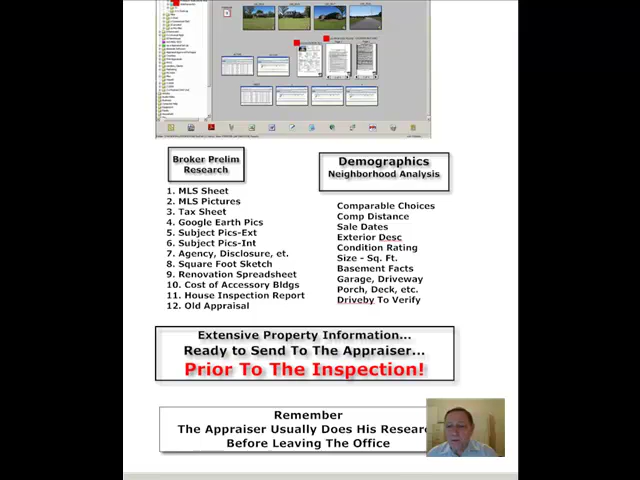 Broker Prelim
Research
1. MLS Sheet
2. MLS Pictures
3. Tax Sheet
4. Google Earth Pics
5. Subject Pics-Ext
6. Subject Pics-Int
7. Agency, Disclosure, et.
8. Square Foot Sketch
9. Renovation Spreadsheet
10. Cost of Accessory Bldgs
11. House Inspection Report
12. Old Appraisal
Demographics
Neighborhood Analysis
Comparable Choices
Comp Distance
Sale Dates
Exterior Desc
Condition Rating
Size - Sq. Ft.
Basement Facts
Garage, Driveway
Porch, Deck, etc.
Driveby To Verify
Extensive Property Information...
Ready to Send To The Appraiser...
Prior To The Inspection!
Remember
The Appraiser Usually Does His Resear
Before Leaving The Office